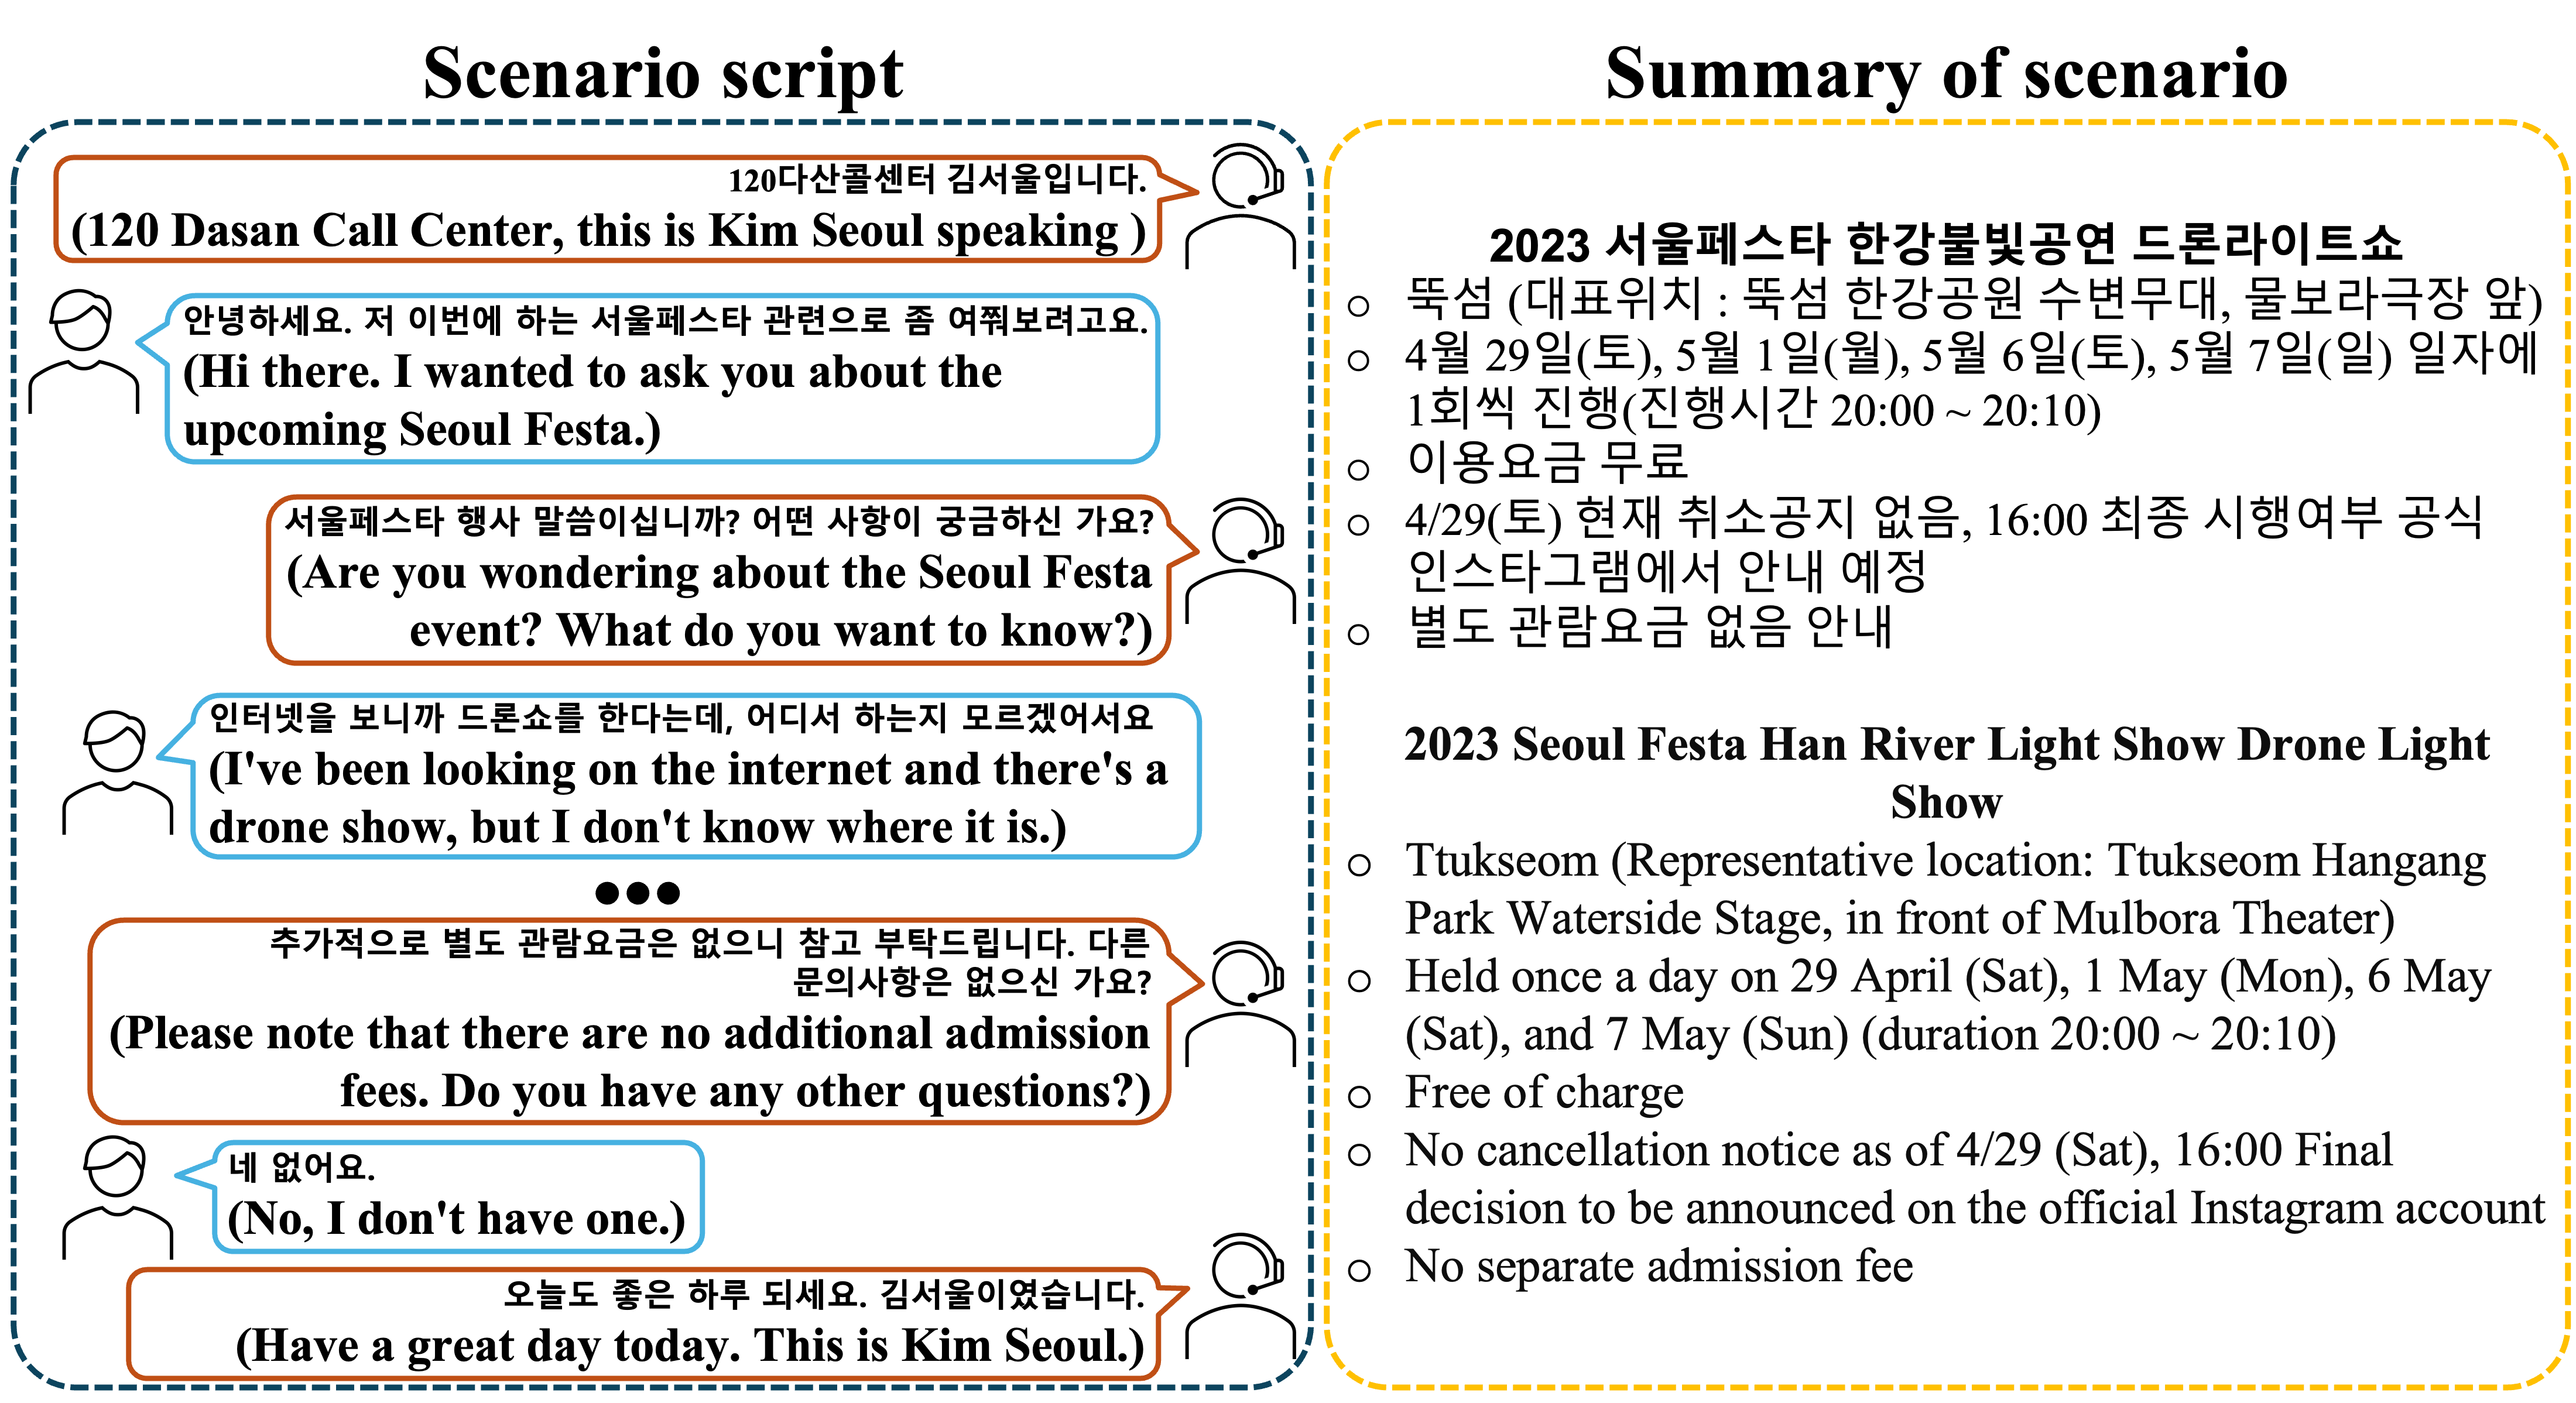 Scenario script
120다산콜센터 김서울입니다.
(120 Dasan Call Center, this is Kim Seoul speaking )
안녕하세요. 저 이번에 하는 서울페스타 관련으로 좀 여쭤보려고요.
(Hi there. I wanted to ask you about the
upcoming Seoul Festa.)
서울페스타 행사 말씀이십니까? 어떤 사항이 궁금하신 가요?
(Are you wondering about the Seoul Festa
event? What do you want to know?)
인터넷을 보니까 드론쇼를 한다는데, 어디서 하는지 모르겠어서요
(I've been looking on the internet and there's a
drone show, but I don't know where it is.)
추가적으로 별도 관람요금은 없으니 참고 부탁드립니다. 다른
문의사항은 없으신 가요?
(Please note that there are no additional admission
fees. Do you have any other questions?)
네 없어요.
(No, I don't have one.)
오늘도 좋은 하루 되세요. 김서울이였습니다.
(Have a great day today. This is Kim Seoul.)
Summary of scenario
2023 서울페스타 한강불빛공연 드론라이트쇼
뚝섬 (대표위치 : 뚝섬 한강공원 수변무대, 물보라극장 앞)
4월 29일(토), 5월 1일(월), 5월 6일(토), 5월 7일(일) 일자에
1회씩 진행(진행시간 20:00 ~ 20:10)
이용요금 무료
4/29(토) 현재 취소공지 없음, 16:00 최종 시행여부 공식
인스타그램에서 안내 예정
별도 관람요금 없음 안내
2023 Seoul Festa Han River Light Show Drone Light
Show
Ttukseom (Representative location: Ttukseom Hangang
Park Waterside Stage, in front of Mulbora Theater)
Held once a day on 29 April (Sat), 1 May (Mon), 6 May
(Sat), and 7 May (Sun) (duration 20:00 ~ 20:10)
Free of charge
No cancellation notice as of 4/29 (Sat), 16:00 Final
decision to be announced on the official Instagram account
No separate admission fee